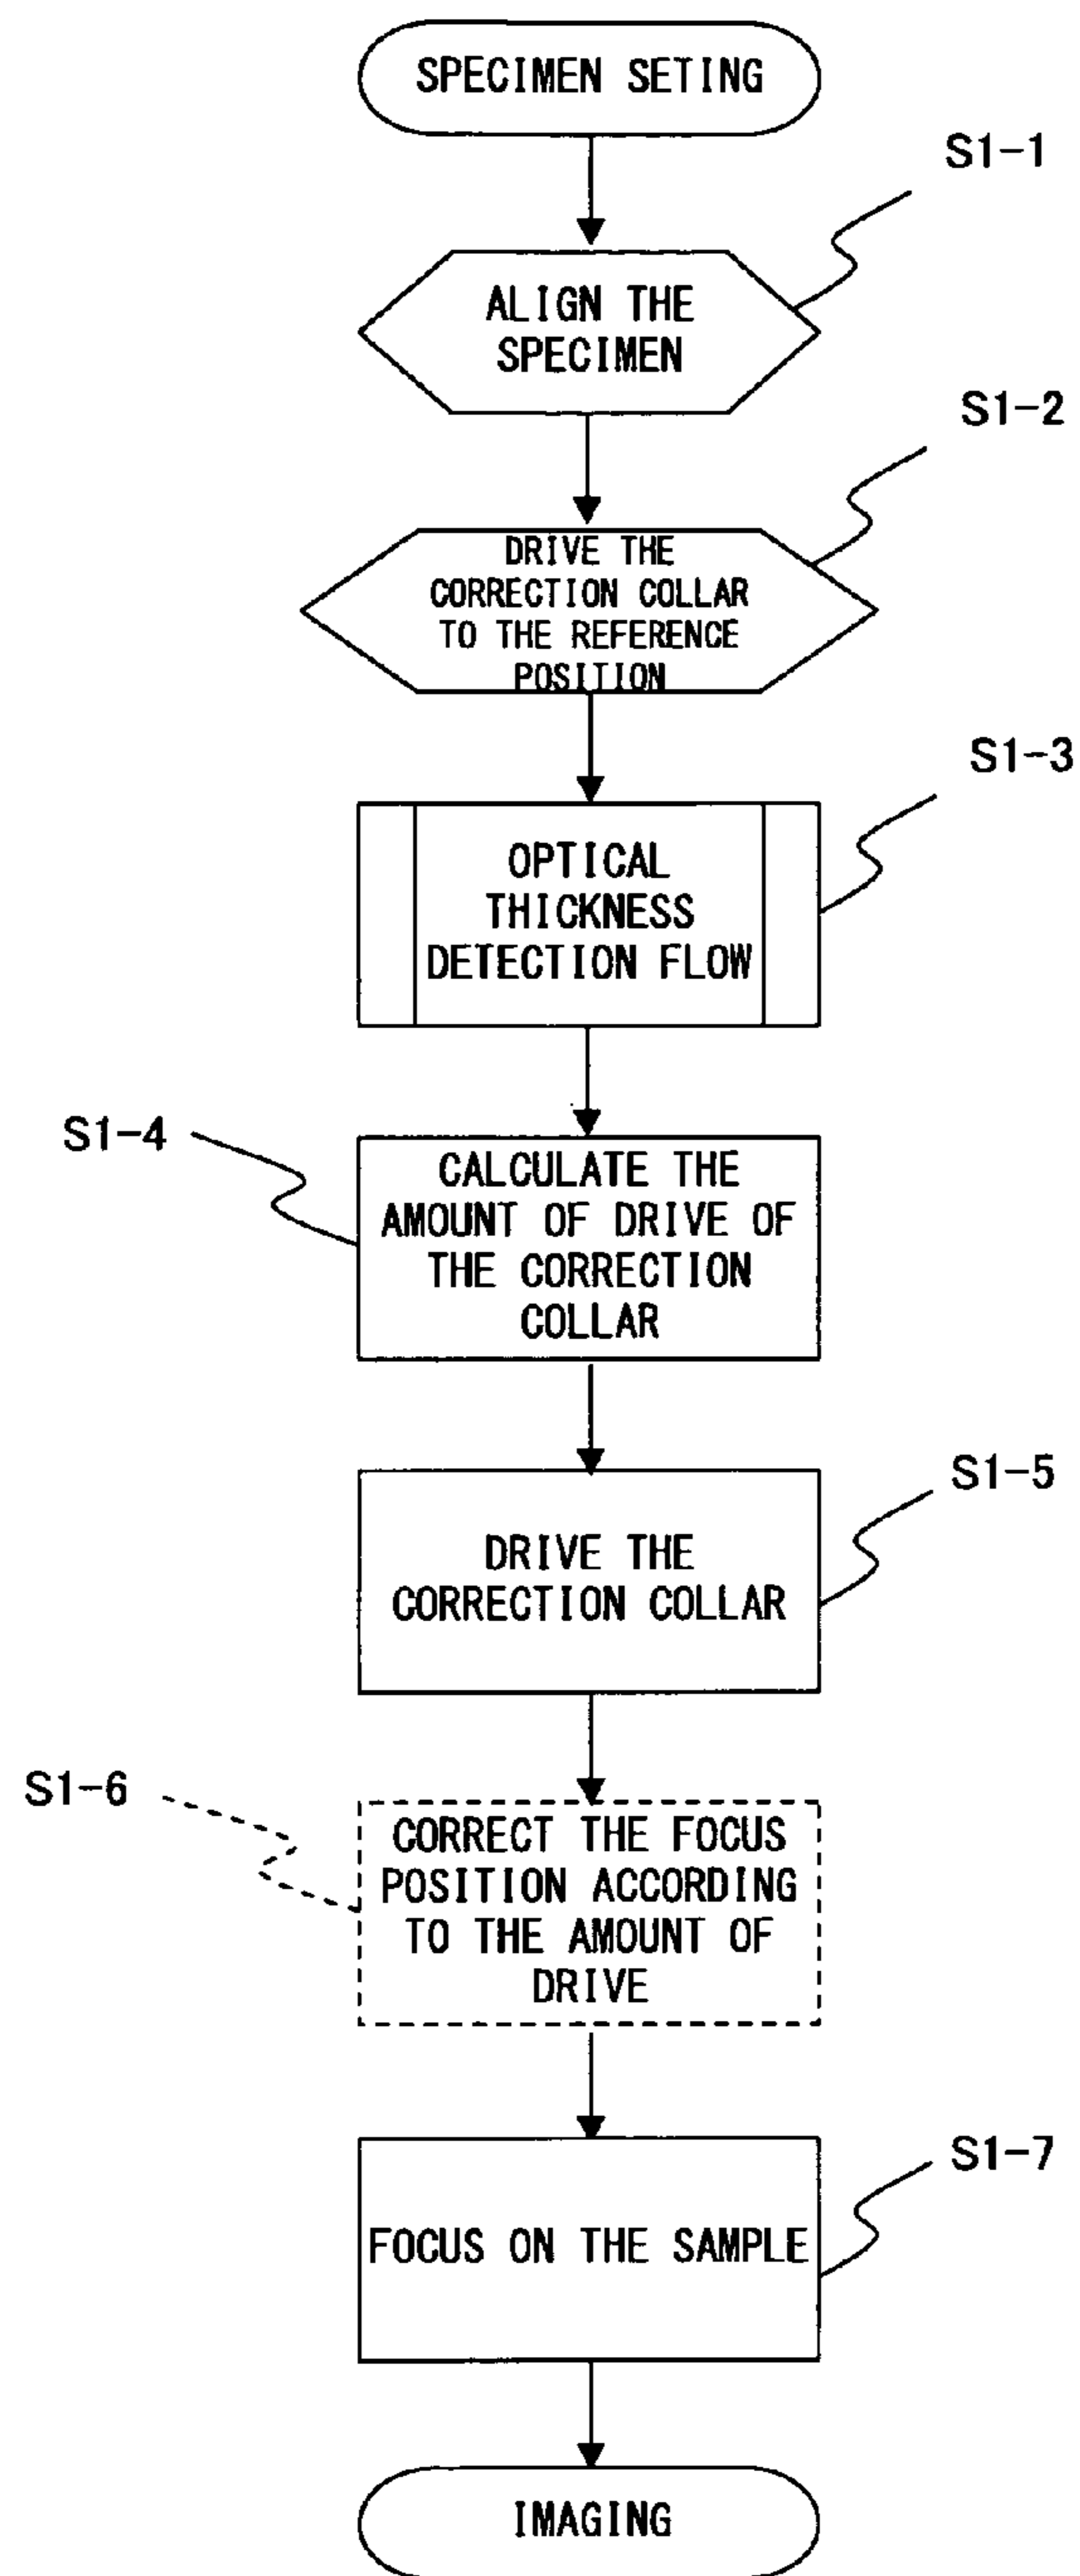 SPECIMEN SETING
S1-1
ALIGN THE
SPECIMEN
S1-2
DRIVE THE
CORRECTION COLLAR
TO THE REFERENCE
POSITION
S1-3
OPTICAL
THICKNESS
DETECTION FLOW
S1-4
CALCULATE THE
AMOUNT OF DRIVE OF
THE CORRECTION
COLLAR
S1-5
DRIVE THE
CORRECTION COLLAR
S1-6
CORRECT THE FOCUS
POSITION ACCORDING
TO THE AMOUNT OF
DRIVE
S1-7
FOCUS ON THE SAMPLE
IMAGING